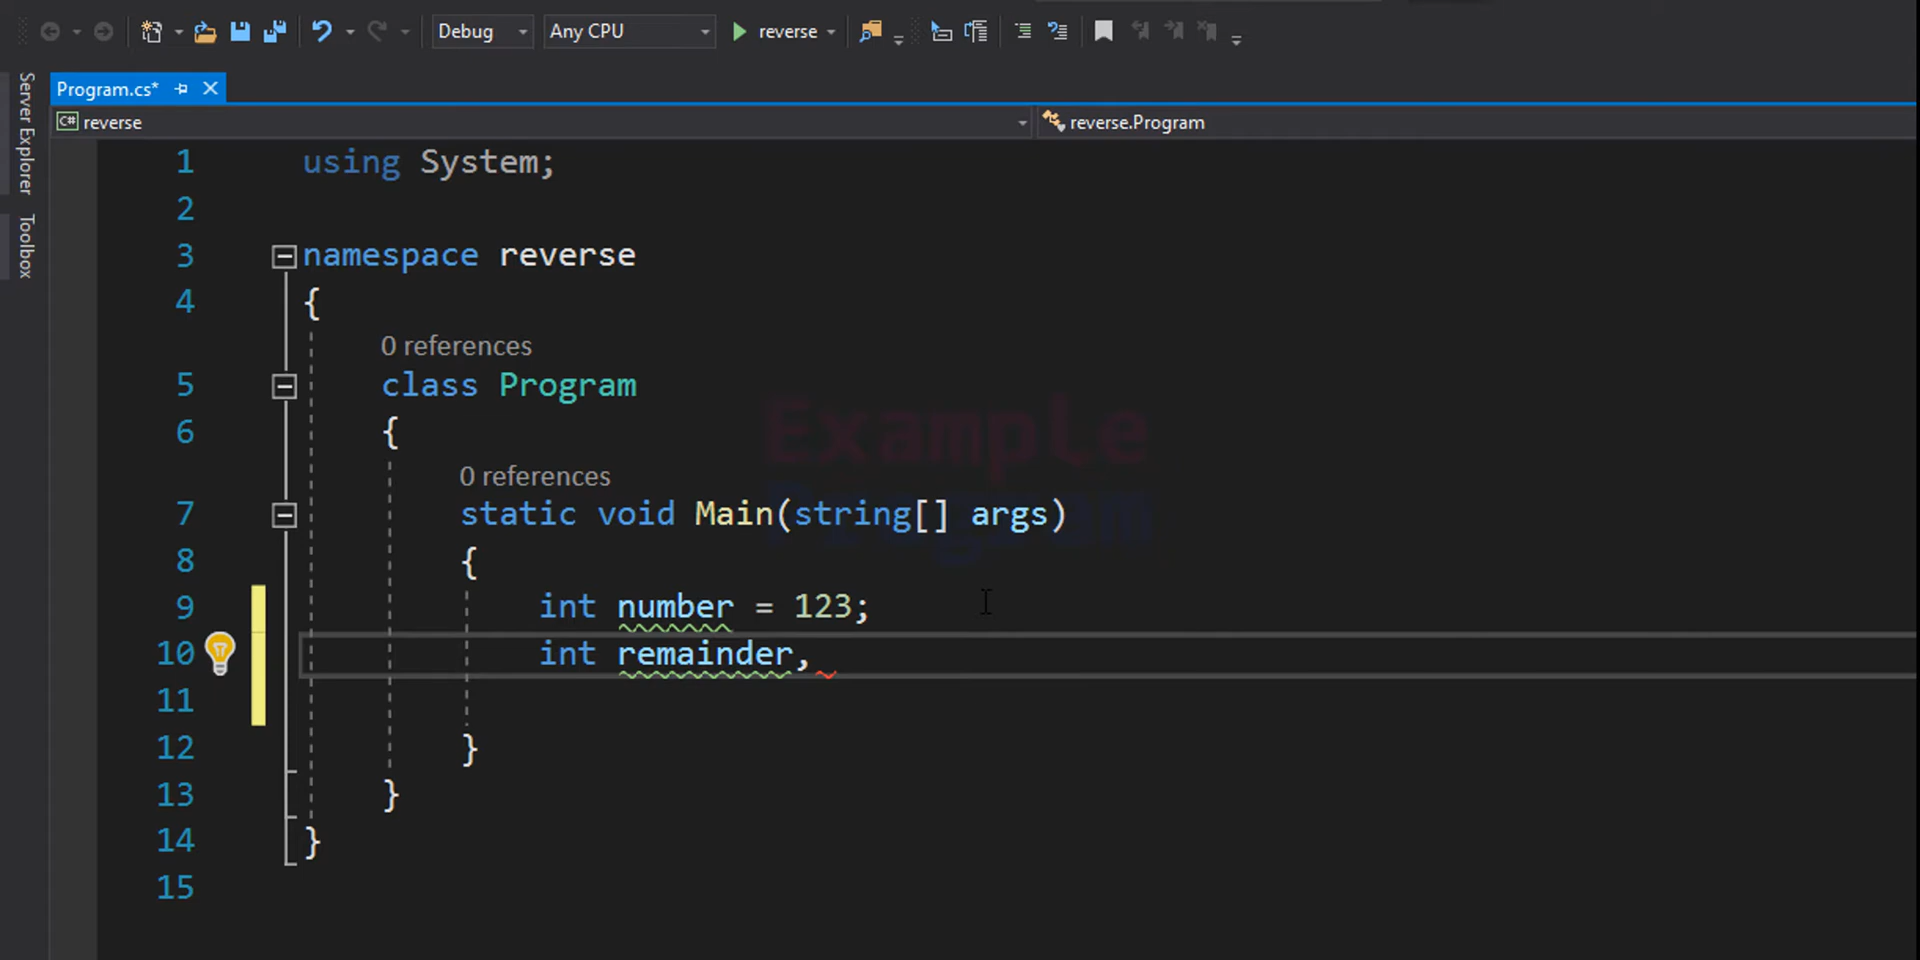 Debug Any CPU reverse
Program.cs*
reverse reverse.Program
Server Explorer
Toolbox
1 using System;
2
3 namespace reverse
4 {
0 references
5 class Program
6 {
0 references
7 static void Main(string[] args)
8 {
9 int number = 123;
10 int remainder,
11
12 }
13 }
14 }
15
Example
Program